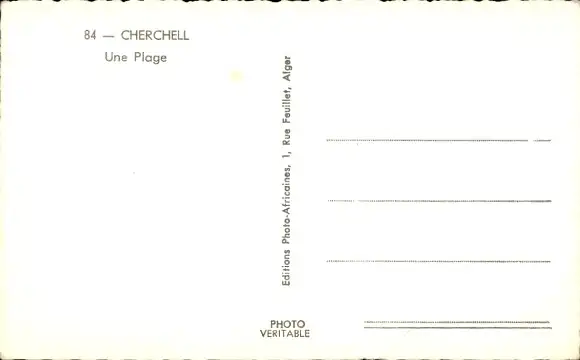 84 — CHERCHELL
Une Plage
Editions Photo-Africaines, 1, Rue Feuillet, Alger
PHOTO
VERITABLE